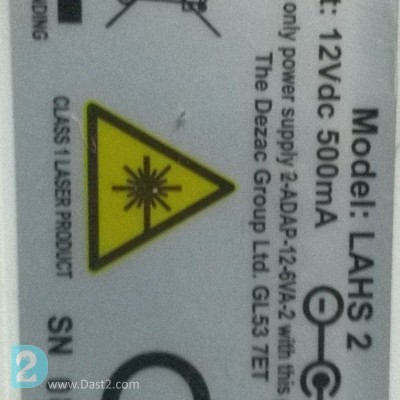 Model: LAHS 2
t: 12Vdc 500mA
only power supply 2-ADAP-12-6VA-2 with this
The Dezac Group Ltd. GL53 7ET
CLASS 1 LASER PRODUCT
SN
2 www.Dast2.com